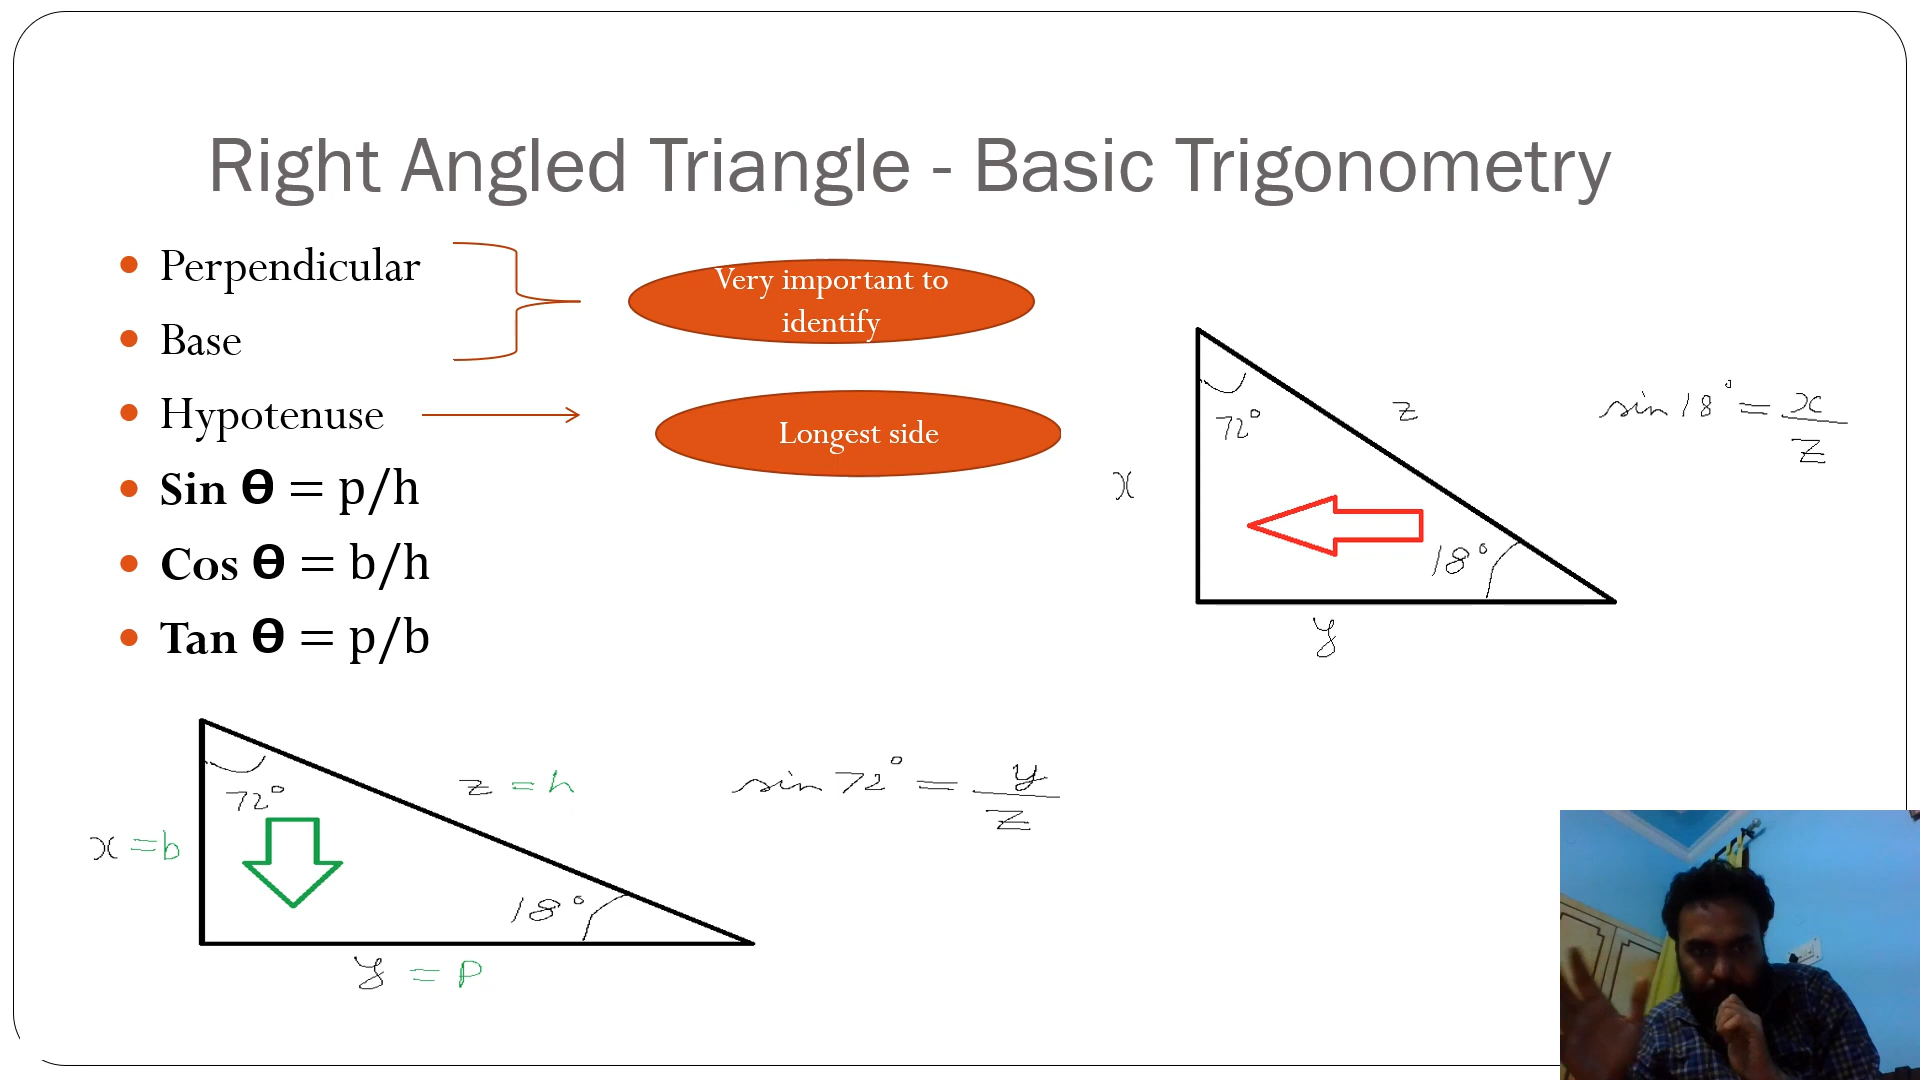 Right Angled Triangle - Basic Trigonometry
Perpendicular
Base
Hypotenuse
Sin Ɵ = p/h
Cos Ɵ = b/h
Tan Ɵ = p/b
Very important to
identify
Longest side
72°
z
x
18°
y
sin 18° = x/z
72°
z = h
x = b
18°
y = p
sin 72° = y/z